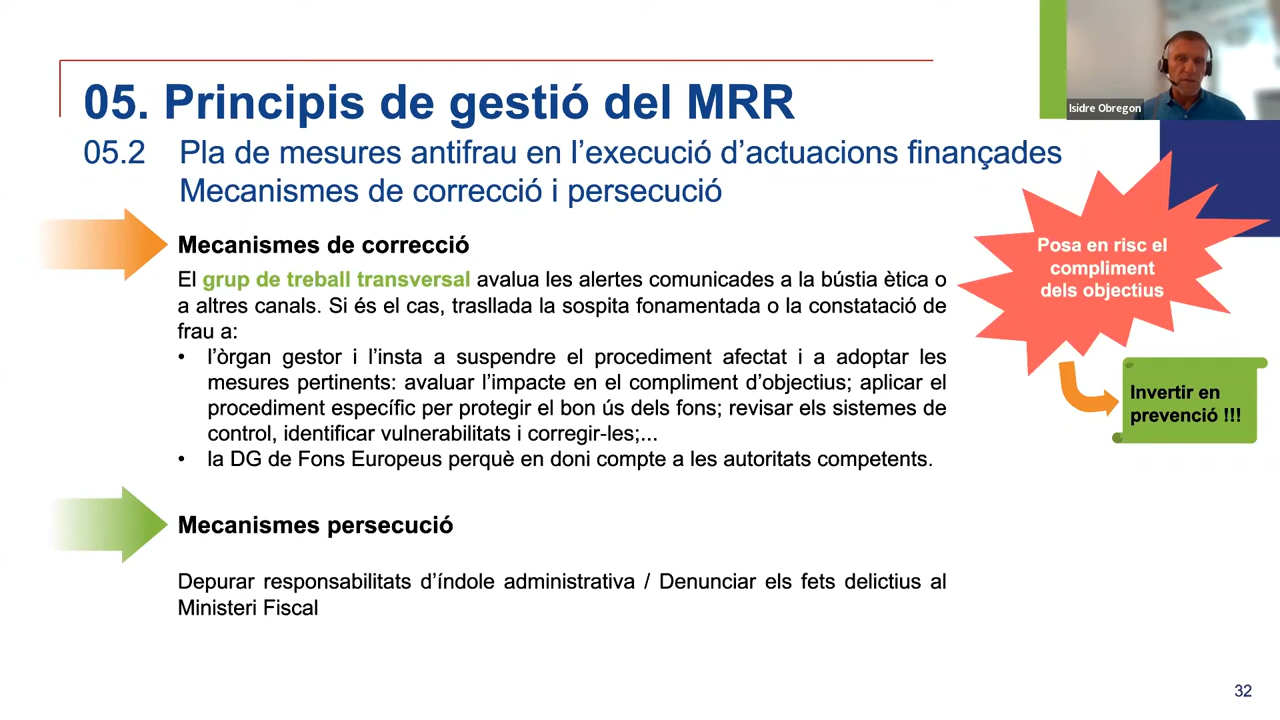 Isidre Obregon
05. Principis de gestió del MRR
05.2 Pla de mesures antifrau en l’execució d’actuacions finançades
Mecanismes de correcció i persecució
Mecanismes de correcció
El grup de treball transversal avalua les alertes comunicades a la bústia ètica o
a altres canals. Si és el cas, trasllada la sospita fonamentada o la constatació de
frau a:
• l’òrgan gestor i l’insta a suspendre el procediment afectat i a adoptar les
mesures pertinents: avaluar l’impacte en el compliment d’objectius; aplicar el
procediment específic per protegir el bon ús dels fons; revisar els sistemes de
control, identificar vulnerabilitats i corregir-les;...
• la DG de Fons Europeus perquè en doni compte a les autoritats competents.
Posa en risc el
compliment
dels objectius
Invertir en
prevenció !!!
Mecanismes persecució
Depurar responsabilitats d’índole administrativa / Denunciar els fets delictius al
Ministeri Fiscal
32